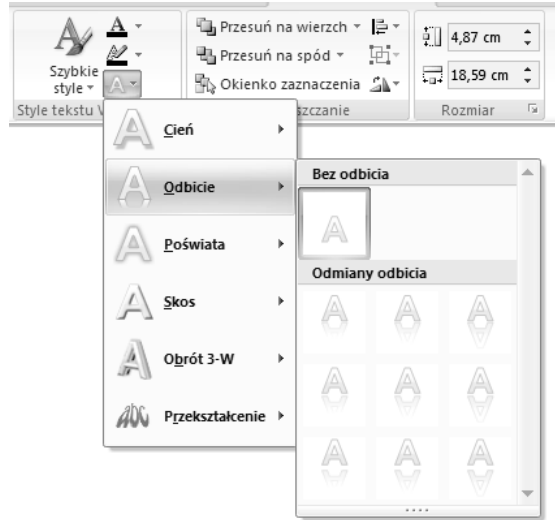 Szybkie
style
Style tekstu W
Przesuń na wierzch
Przesuń na spód
Okienko zaznaczenia
szczanie
4,87 cm
18,59 cm
Rozmiar
Cień
Odbicie
Poświata
Skos
Obrót 3-W
Przekształcenie
Bez odbicia
Odmiany odbicia